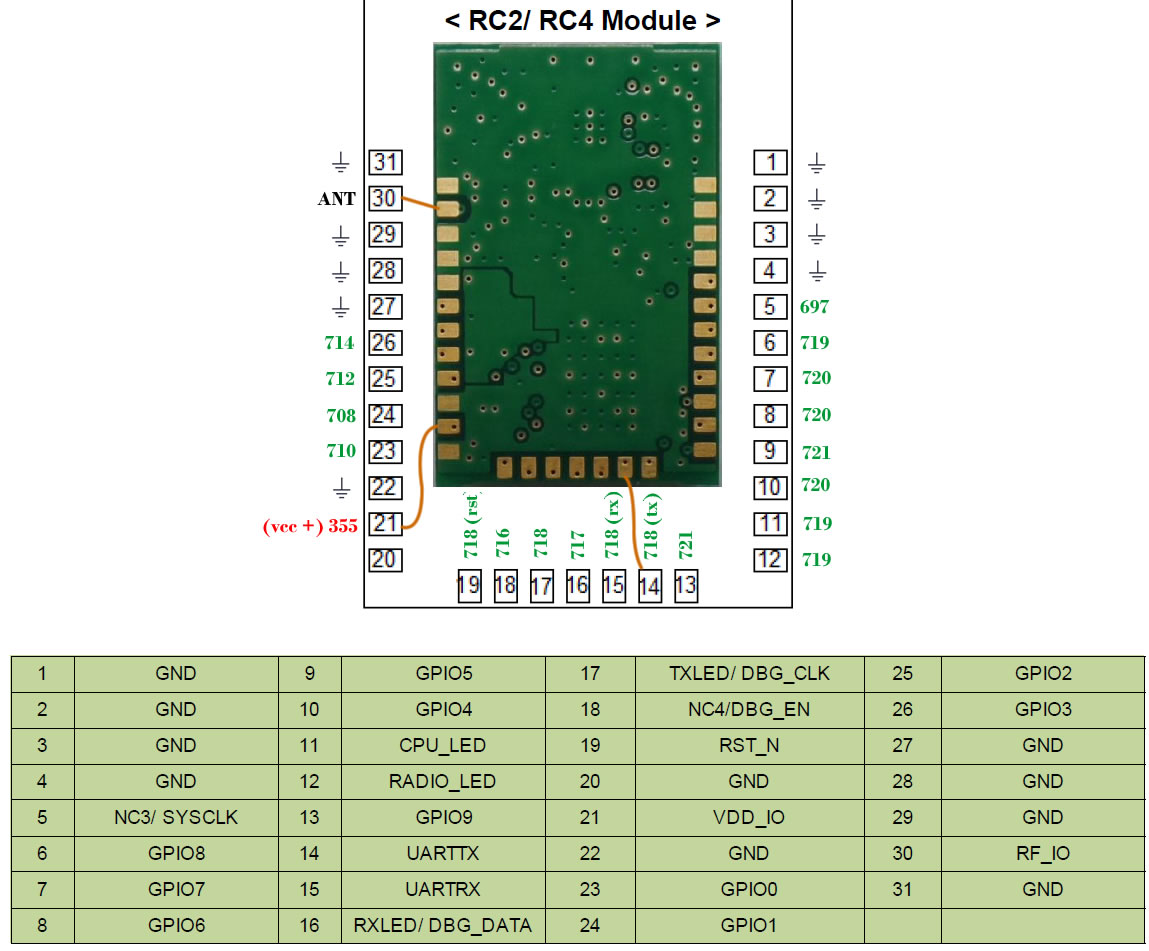 < RC2/ RC4 Module >
31 1
ANT 30 2
29 3
28 4
27 5 697
714 26 6 719
712 25 7 720
708 24 8 720
710 23 9 721
22 10 720
(vcc +) 355 21 11 719
20 12 719
718 (rst) 716 718 717 718 (rx) 718 (tx) 721
19 18 17 16 15 14 13
1 GND 9 GPIO5 17 TXLED/ DBG_CLK 25 GPIO2
2 GND 10 GPIO4 18 NC4/DBG_EN 26 GPIO3
3 GND 11 CPU_LED 19 RST_N 27 GND
4 GND 12 RADIO_LED 20 GND 28 GND
5 NC3/ SYSCLK 13 GPIO9 21 VDD_IO 29 GND
6 GPIO8 14 UARTTX 22 GND 30 RF_IO
7 GPIO7 15 UARTRX 23 GPIO0 31 GND
8 GPIO6 16 RXLED/ DBG_DATA 24 GPIO1